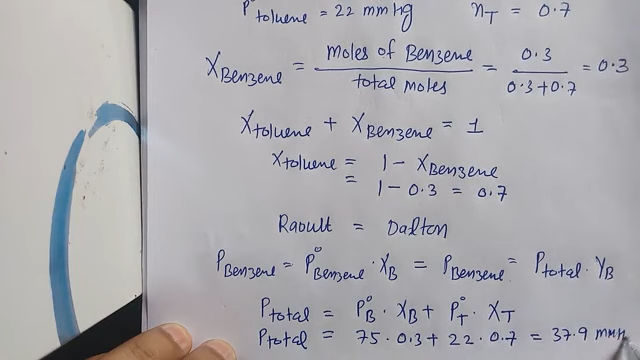 P°toluene = 22 mmHg nT = 0.7
XBenzene = moles of Benzene / total moles = 0.3 / 0.3+0.7 = 0.3
Xtoluene + XBenzene = 1
Xtoluene = 1 - XBenzene
= 1 - 0.3 = 0.7
Raoult = Dalton
PBenzene = P°Benzene · XB = PBenzene = Ptotal · YB
Ptotal = P°B · XB + P°T · XT
Ptotal = 75 · 0.3 + 22 · 0.7 = 37.9 mmH